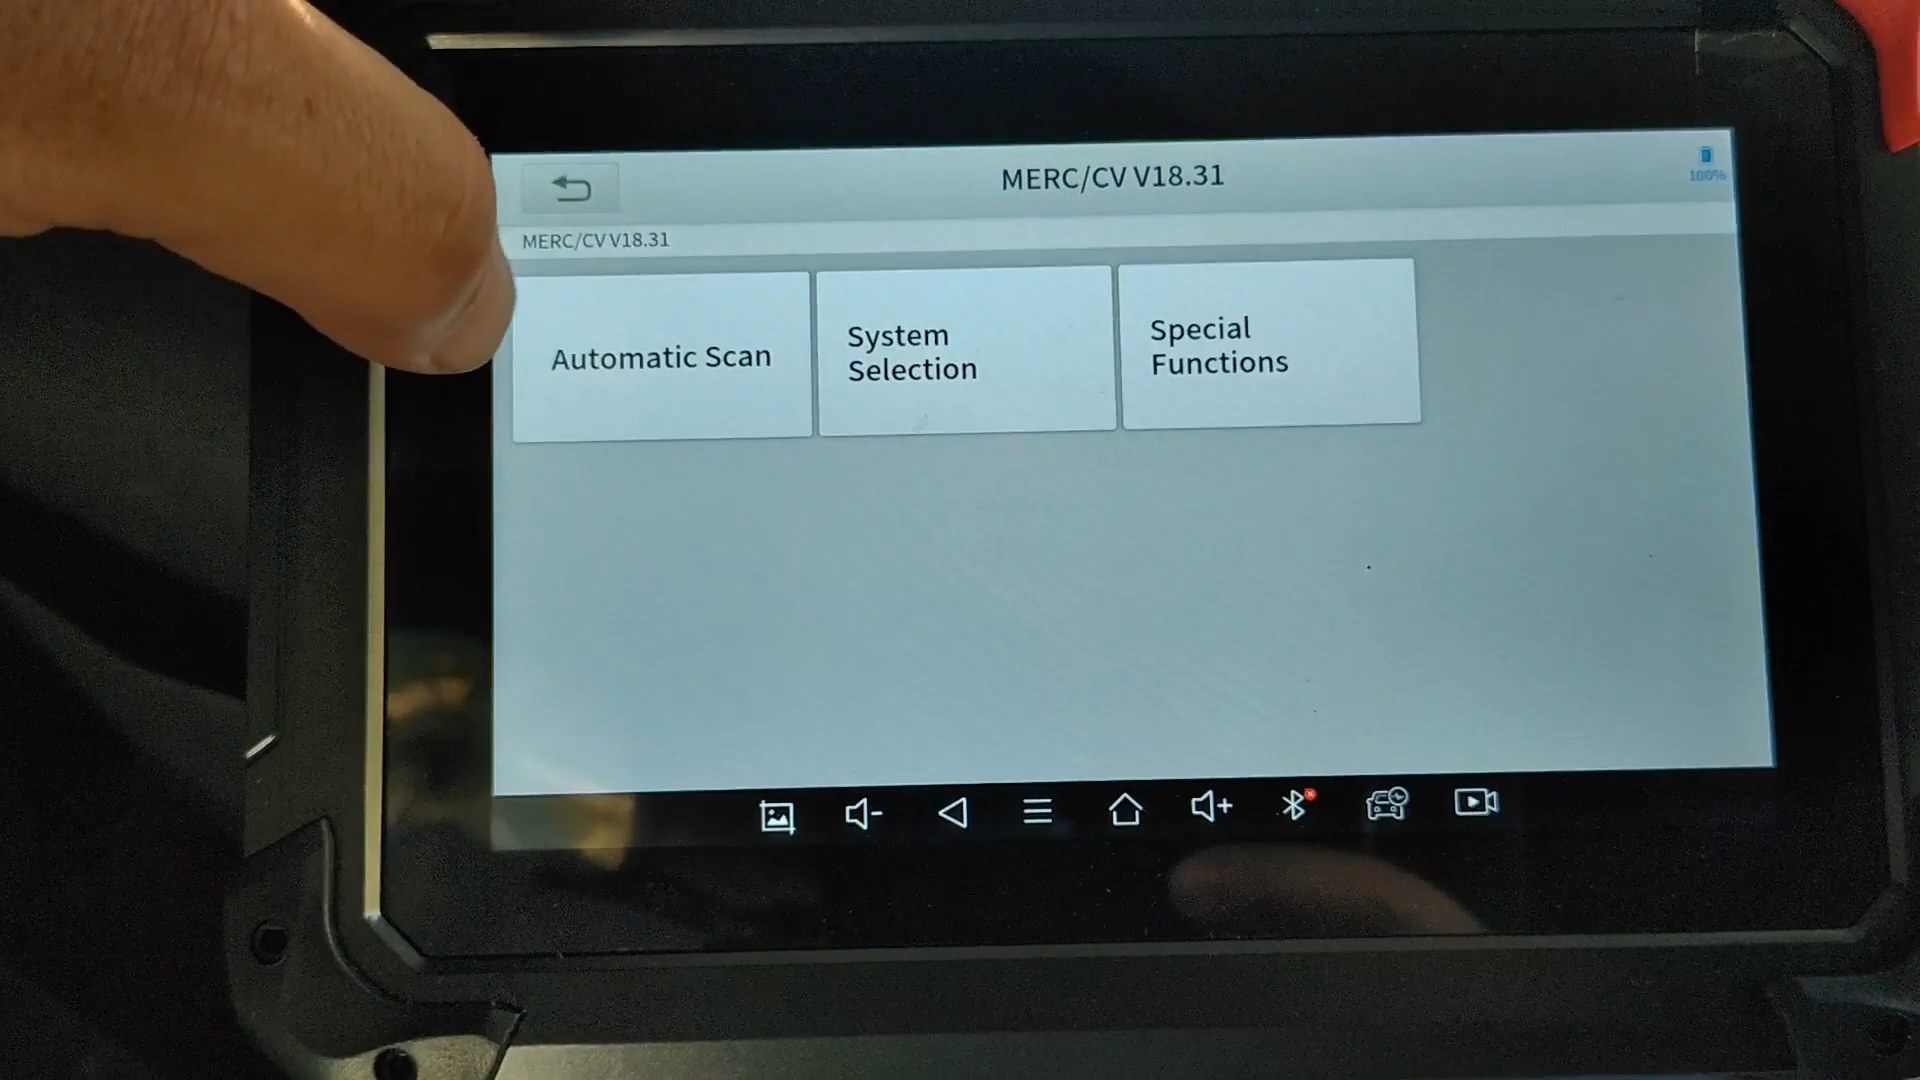 MERC/CV V18.31
100%
MERC/CV V18.31
Automatic Scan
System
Selection
Special
Functions